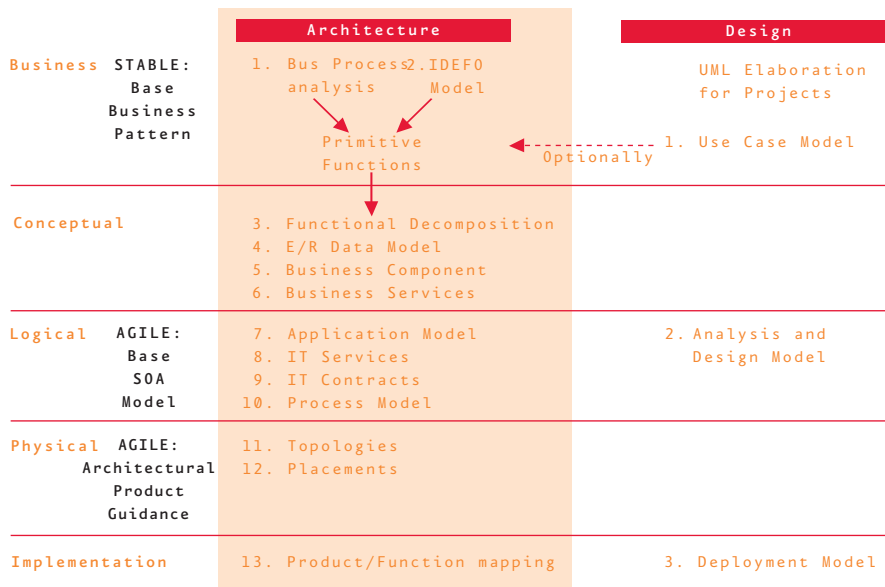 Architecture
Design
Business
STABLE:
Base
Business
Pattern
1. Bus Process
analysis
2.IDEF0
Model
Primitive
Functions
Optionally
UML Elaboration
for Projects
1. Use Case Model
Conceptual
3. Functional Decomposition
4. E/R Data Model
5. Business Component
6. Business Services
Logical
AGILE:
Base
SOA
Model
7. Application Model
8. IT Services
9. IT Contracts
10. Process Model
2. Analysis and
Design Model
Physical
AGILE:
Architectural
Product
Guidance
11. Topologies
12. Placements
Implementation
13. Product/Function mapping
3. Deployment Model